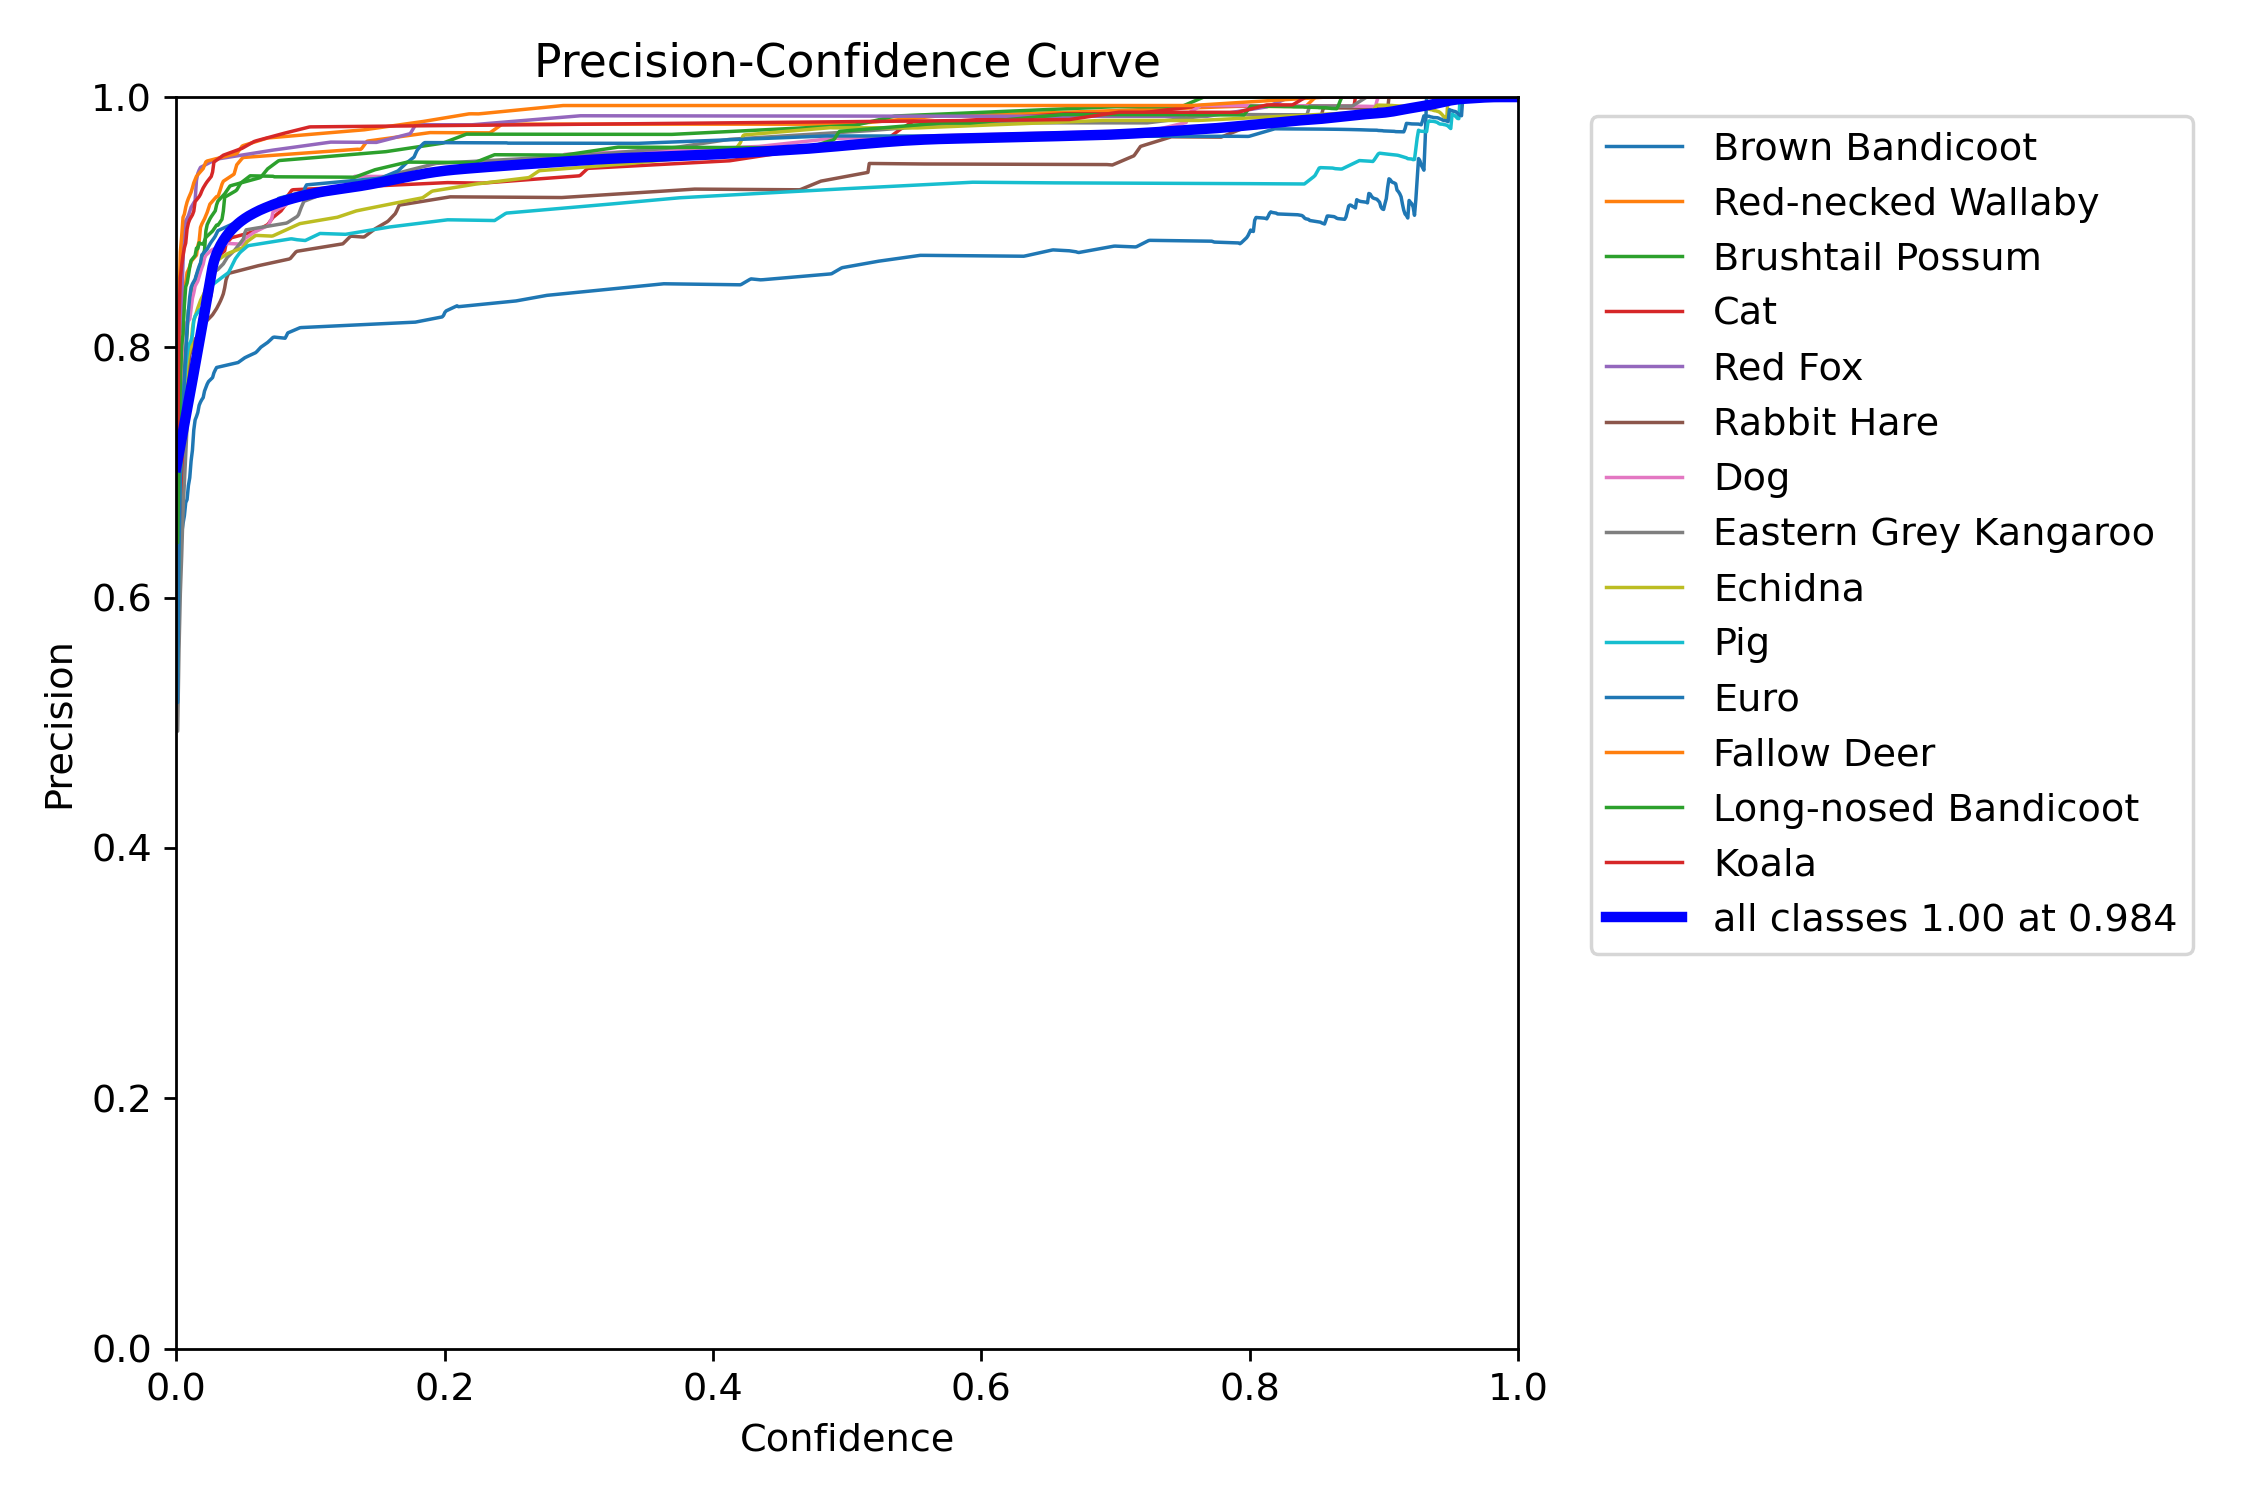 Precision-Confidence Curve
1.0
0.8
0.6
0.4
0.2
0.0
Precision
0.0 0.2 0.4 0.6 0.8 1.0
Confidence
Brown Bandicoot
Red-necked Wallaby
Brushtail Possum
Cat
Red Fox
Rabbit Hare
Dog
Eastern Grey Kangaroo
Echidna
Pig
Euro
Fallow Deer
Long-nosed Bandicoot
Koala
all classes 1.00 at 0.984